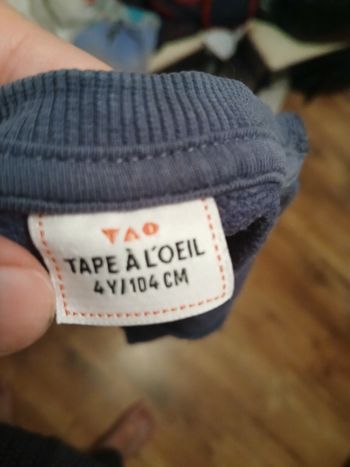 TAO
TAPE À L'OEIL
4Y/104 CM